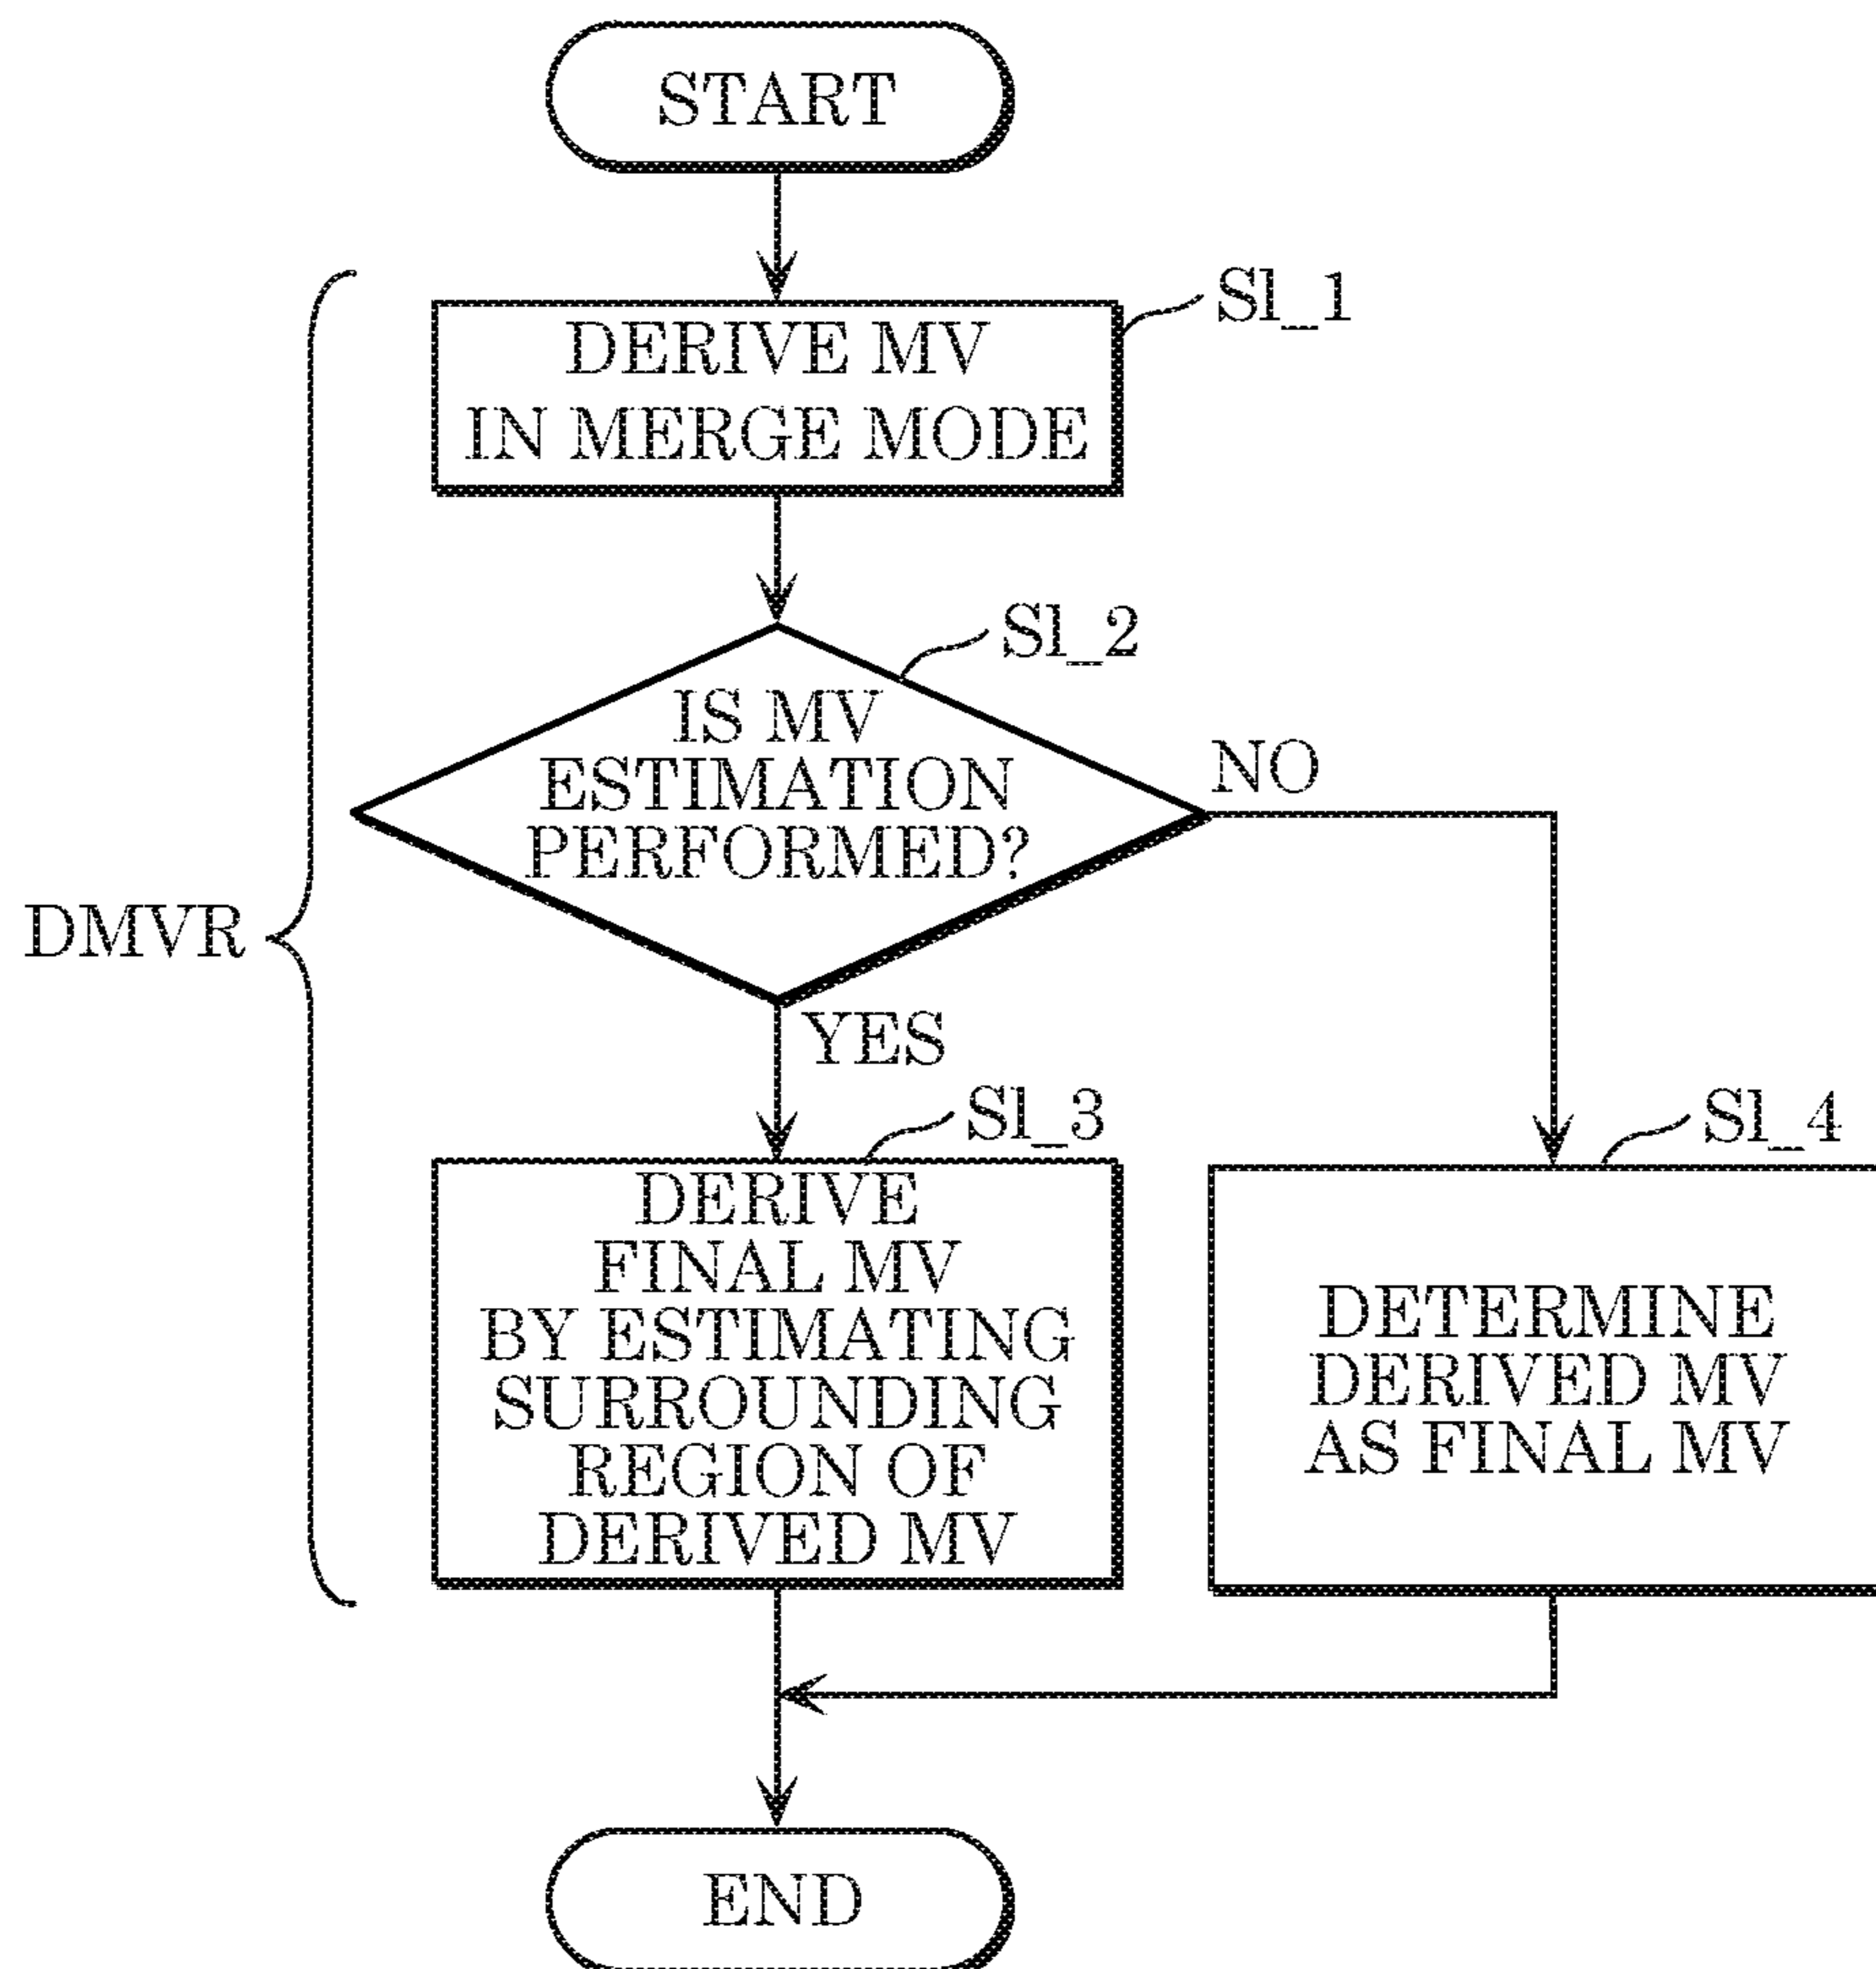 START
Sl_1
DERIVE MV
IN MERGE MODE
Sl_2
IS MV
ESTIMATION
PERFORMED?
NO
DMVR
YES
Sl_3
Sl_4
DERIVE
FINAL MV
BY ESTIMATING
SURROUNDING
REGION OF
DERIVED MV
DETERMINE
DERIVED MV
AS FINAL MV
END